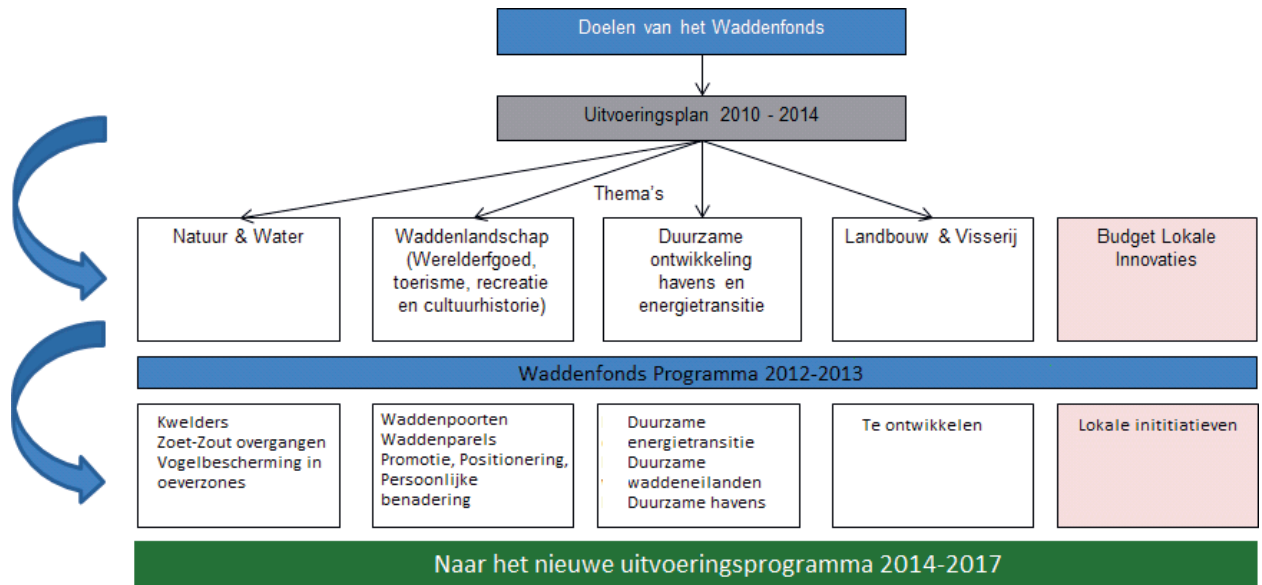 Doelen van het Waddenfonds
Uitvoeringsplan 2010 - 2014
Thema's
Natuur & Water
Waddenlandschap
(Werelderfgoed,
toerisme, recreatie
en cultuurhistorie)
Duurzame
ontwikkeling
havens en
energietransitie
Landbouw & Visserij
Budget Lokale
Innovaties
Waddenfonds Programma 2012-2013
Kwelders
Zoet-Zout overgangen
Vogelbescherming in
oeverzones
Waddenpoorten
Waddenparels
Promotie, Positionering,
Persoonlijke
benadering
Duurzame
energietransitie
Duurzame
waddeneilanden
Duurzame havens
Te ontwikkelen
Lokale inititiatieven
Naar het nieuwe uitvoeringsprogramma 2014-2017